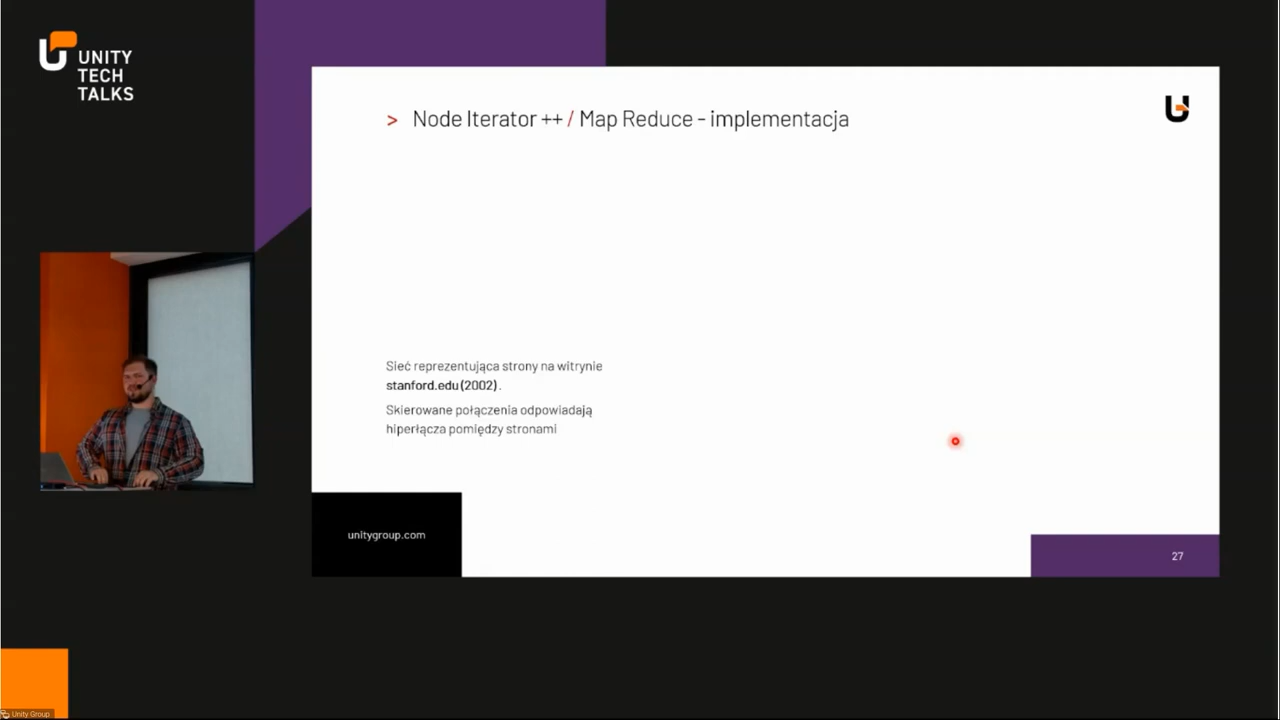 UNITY
TECH
TALKS
> Node Iterator ++ / Map Reduce - implementacja
Sieć reprezentująca strony na witrynie
stanford.edu (2002) .
Skierowane połączenia odpowiadają
hiperłącza pomiędzy stronami
unitygroup.com
27
Unity Group